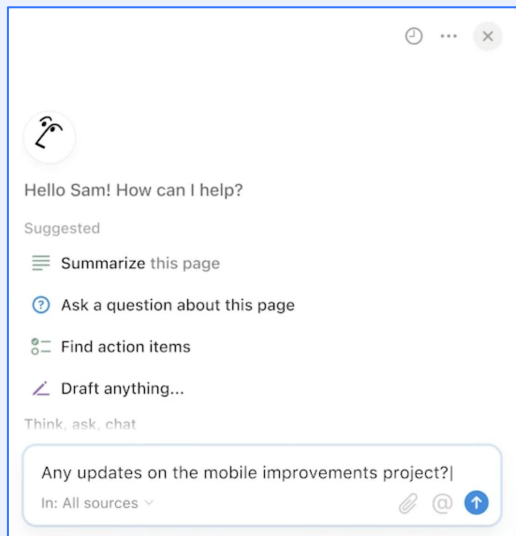 Hello Sam! How can I help?
Suggested
Summarize this page
Ask a question about this page
Find action items
Draft anything...
Think, ask, chat
Any updates on the mobile improvements project?
In: All sources